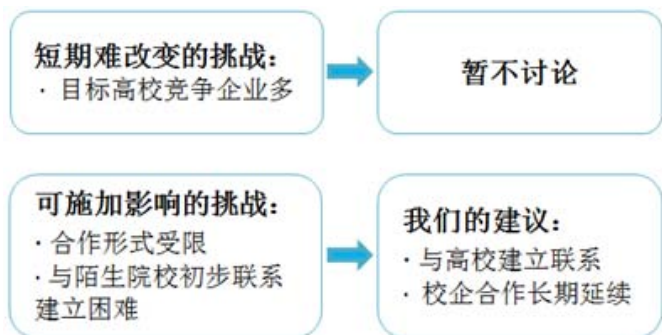 短期难改变的挑战：
· 目标高校竞争企业多
暂不讨论
可施加影响的挑战：
· 合作形式受限
· 与陌生院校初步联系
建立困难
我们的建议：
· 与高校建立联系
· 校企合作长期延续